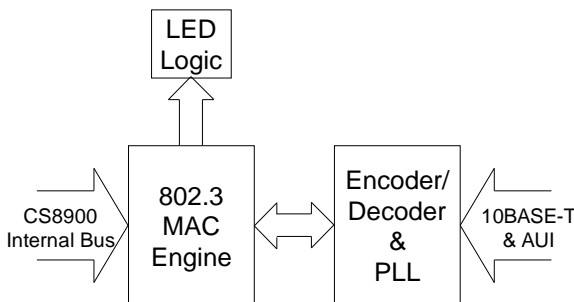 LED
Logic
CS8900
Internal Bus
802.3
MAC
Engine
Encoder/
Decoder
&
PLL
10BASE-T
& AUI